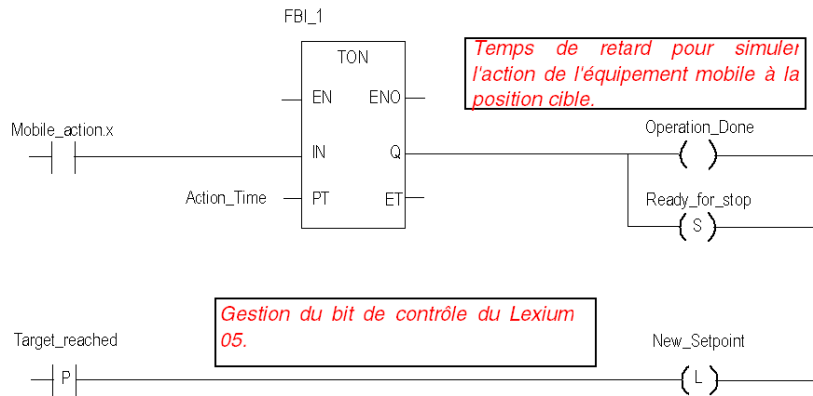 FBI_1
TON
Temps de retard pour simuler
l'action de l'équipement mobile à la
position cible.
EN ENO
Mobile_action.x
Operation_Done
IN Q
Action_Time
PT ET
Ready_for_stop
S
Gestion du bit de contrôle du Lexium
05.
Target_reached
New_Setpoint
P
L